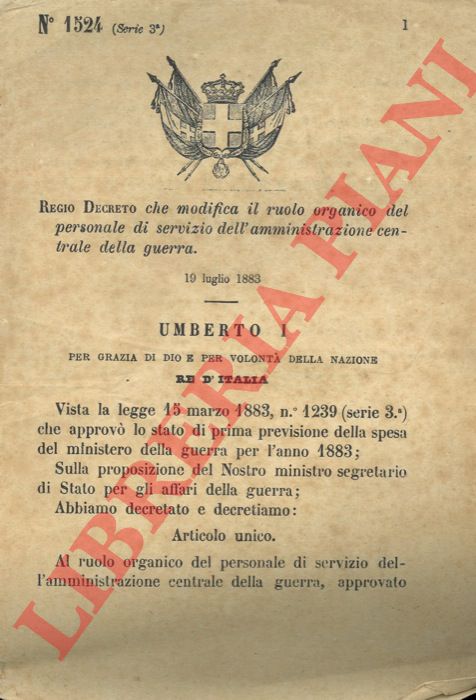 N° 1524 (Serie 3ª)
1
REGIO DECRETO che modifica il ruolo organico del
personale di servizio dell'amministrazione cen-
trale della guerra.
19 luglio 1883
UMBERTO I
PER GRAZIA DI DIO E PER VOLONTÀ DELLA NAZIONE
RE D'ITALIA
Vista la legge 15 marzo 1883, n.° 1239 (serie 3.ª)
che approvò lo stato di prima previsione della spesa
del ministero della guerra per l'anno 1883;
Sulla proposizione del Nostro ministro segretario
di Stato per gli affari della guerra;
Abbiamo decretato e decretiamo:
Articolo unico.
Al ruolo organico del personale di servizio del-
l'amministrazione centrale della guerra, approvato
LIBRERIA PIANI